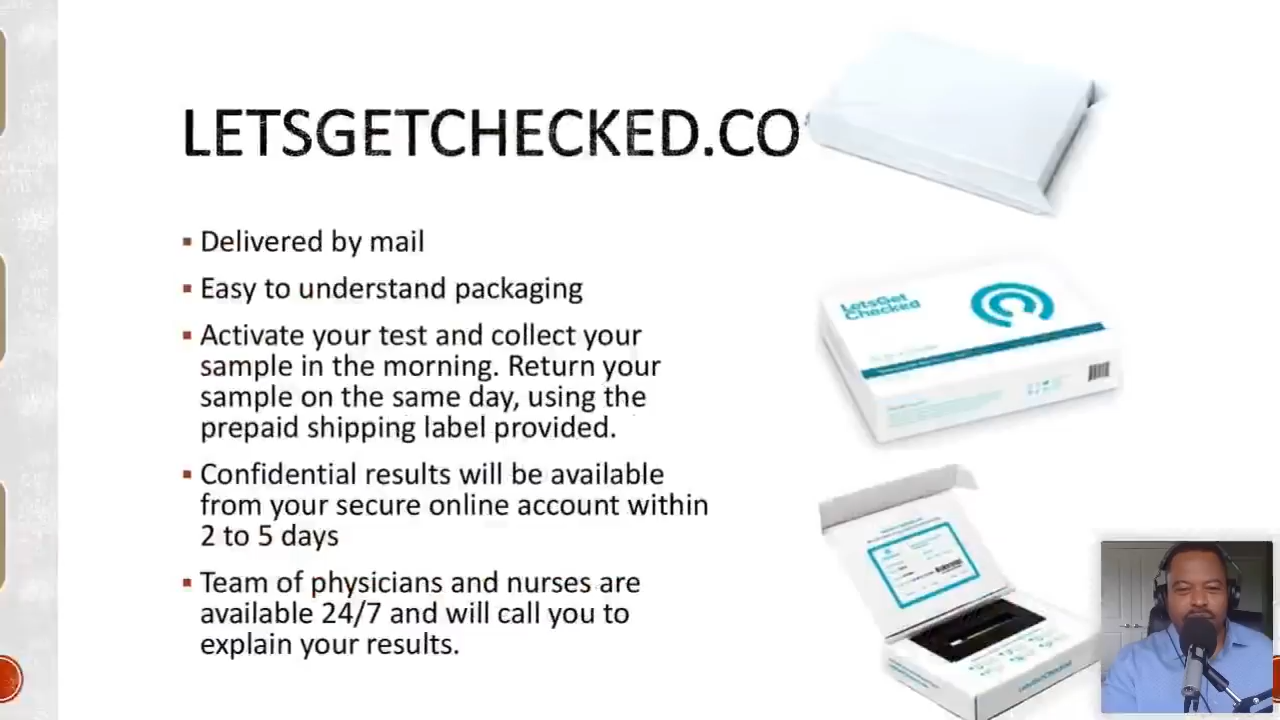 LETSGETCHECKED.CO
Delivered by mail
Easy to understand packaging
Activate your test and collect your
sample in the morning. Return your
sample on the same day, using the
prepaid shipping label provided.
Confidential results will be available
from your secure online account within
2 to 5 days
Team of physicians and nurses are
available 24/7 and will call you to
explain your results.
LetsGet
Checked
LetsGetChecked